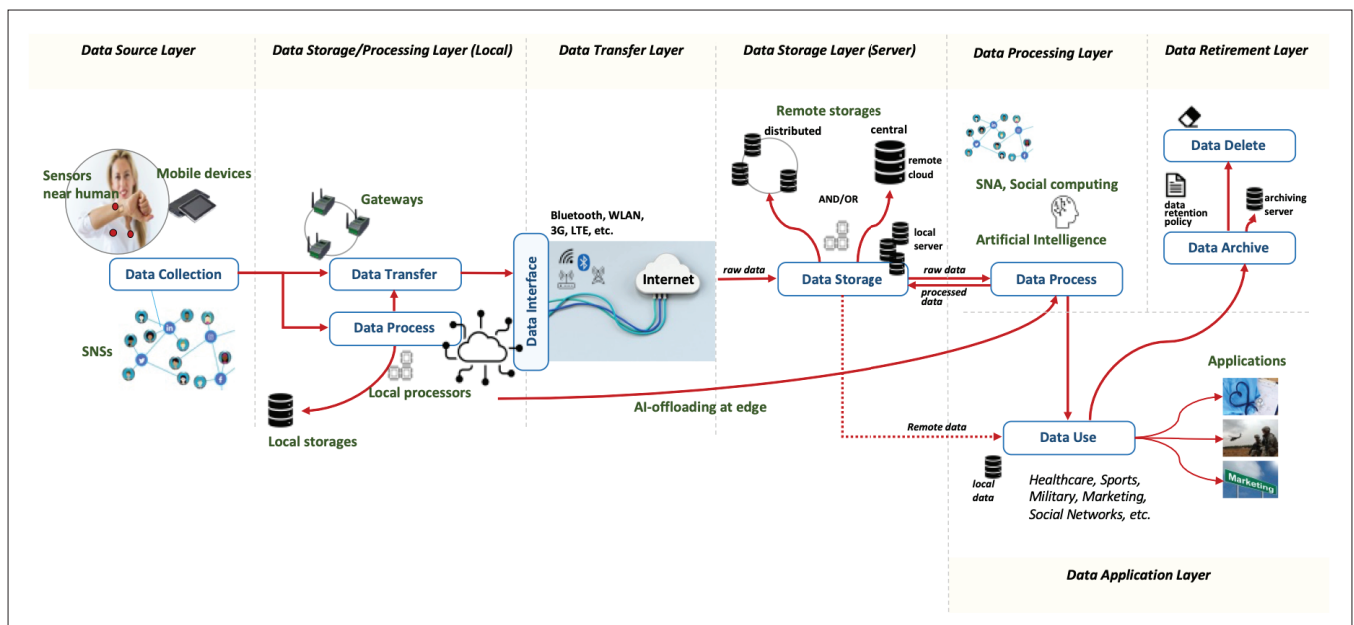 Data Source Layer
Data Storage/Processing Layer (Local)
Data Transfer Layer
Data Storage Layer (Server)
Data Processing Layer
Data Retirement Layer
Sensors
near human
Mobile devices
Data Collection
SNSs
Gateways
Data Transfer
Data Process
Local processors
Local storages
Bluetooth, WLAN,
3G, LTE, etc.
Data Interface
Internet
AI-offloading at edge
raw data
Remote storages
distributed
central
remote
cloud
AND/OR
local
server
Data Storage
raw data
processed
data
Remote data
SNA, Social computing
Artificial Intelligence
Data Process
Data Use
local
data
Healthcare, Sports,
Military, Marketing,
Social Networks, etc.
Data Delete
data
retention
policy
archiving
server
Data Archive
Applications
Marketing
Data Application Layer